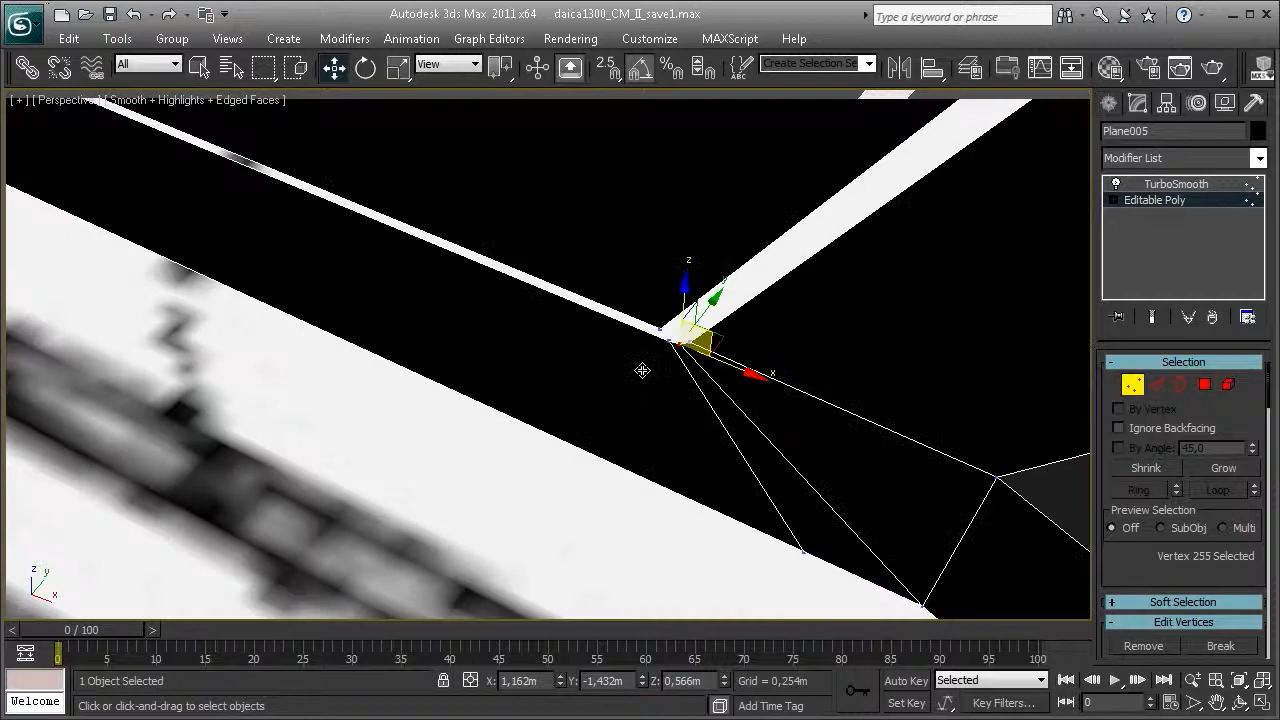 Autodesk 3ds Max 2011 x64 daica1300_CM_II_save1.max
Type a keyword or phrase
Edit Tools Group Views Create Modifiers Animation Graph Editors Rendering Customize MAXScript Help
All View 2.5 Create Selection Se
[ + ] [ Perspective ] [ Smooth + Highlights + Edged Faces ]
Plane005
Modifier List
TurboSmooth
Editable Poly
z
x
Selection
By Vertex
Ignore Backfacing
By Angle: 45,0
Shrink Grow
Ring Loop
Preview Selection
Off SubObj Multi
Vertex 255 Selected
z
y
x
Soft Selection
Edit Vertices
Remove Break
< 0 / 100 >
0 5 10 15 20 25 30 35 40 45 50 55 60 65 70 75 80 85 90 95 100
1 Object Selected X: 1,162m Y: -1,432m Z: 0,566m Grid = 0,254m Auto Key Selected
Welcome Click or click-and-drag to select objects Add Time Tag Set Key Key Filters... 0